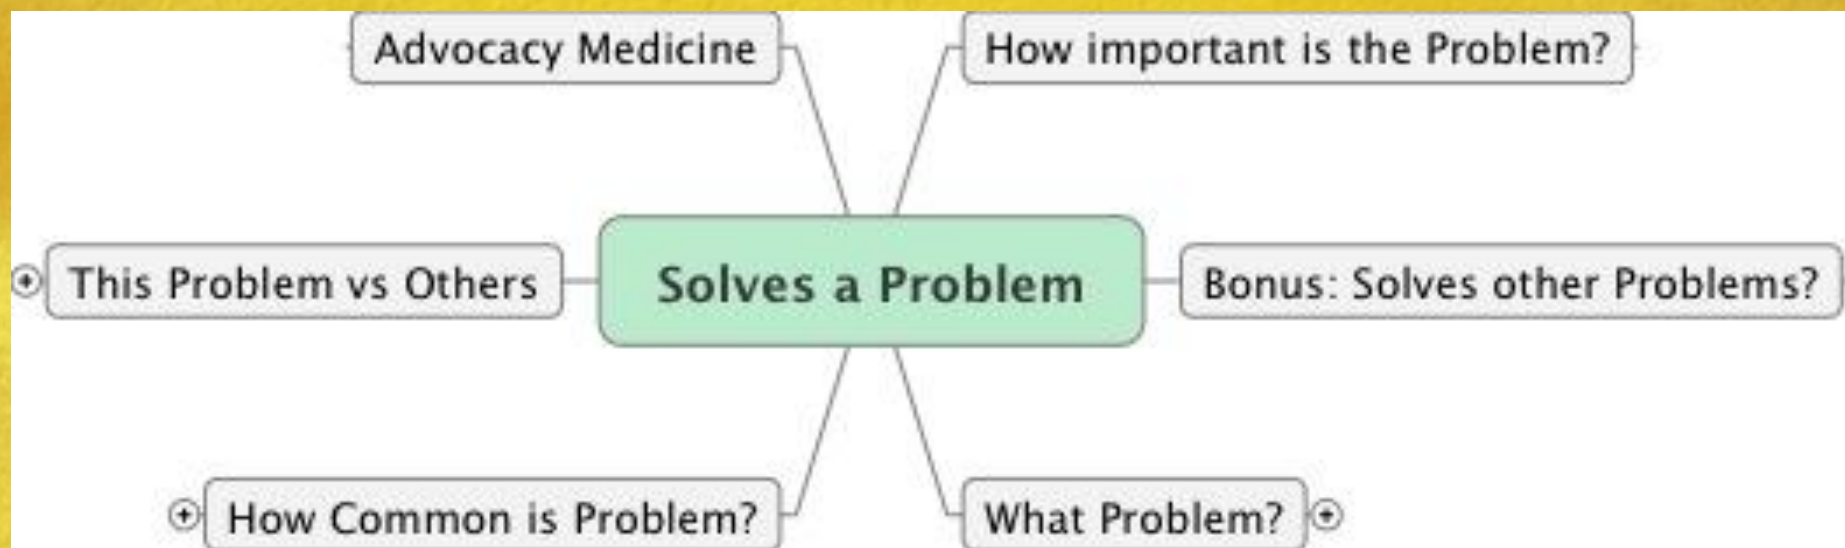 Advocacy Medicine
How important is the Problem?
This Problem vs Others
Solves a Problem
Bonus: Solves other Problems?
How Common is Problem?
What Problem?